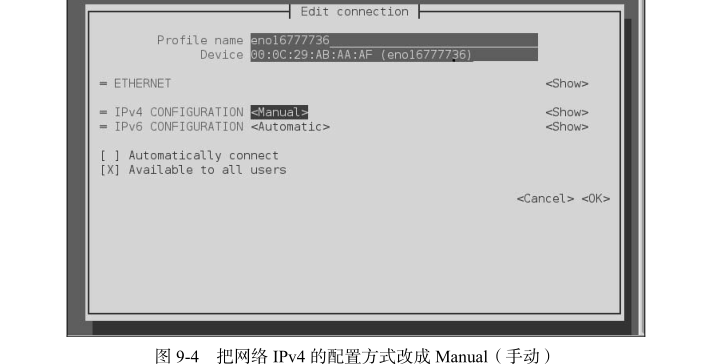 Edit connection
Profile name eno16777736
Device 00:0C:29:AB:AA:AF (eno16777736)
= ETHERNET <Show>
= IPv4 CONFIGURATION <Manual> <Show>
= IPv6 CONFIGURATION <Automatic> <Show>
[ ] Automatically connect
[X] Available to all users
<Cancel> <OK>
图 9-4 把网络 IPv4 的配置方式改成 Manual（手动）